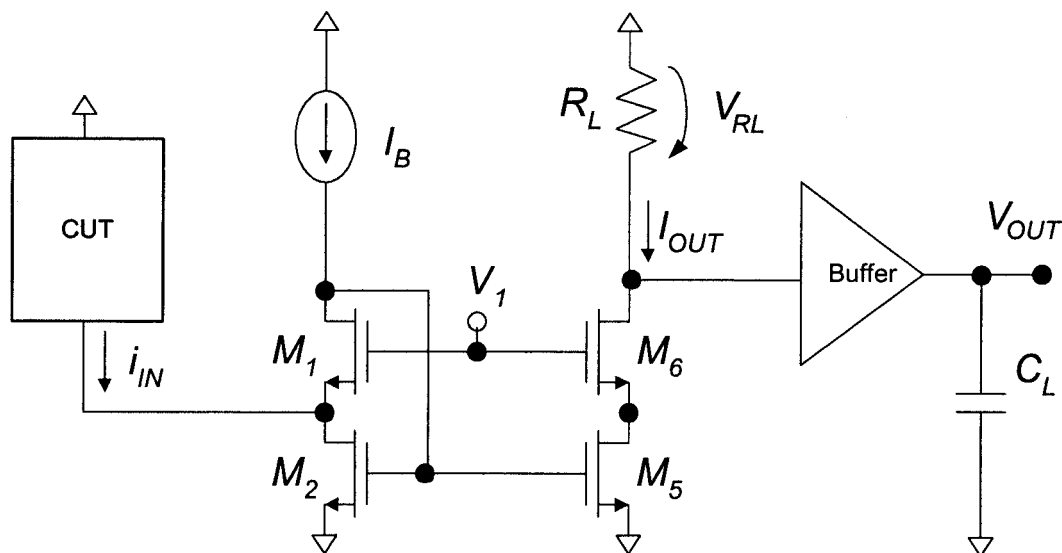 CUT
i_IN
I_B
R_L
V_RL
I_OUT
V_1
M_1
M_6
M_2
M_5
Buffer
V_OUT
C_L